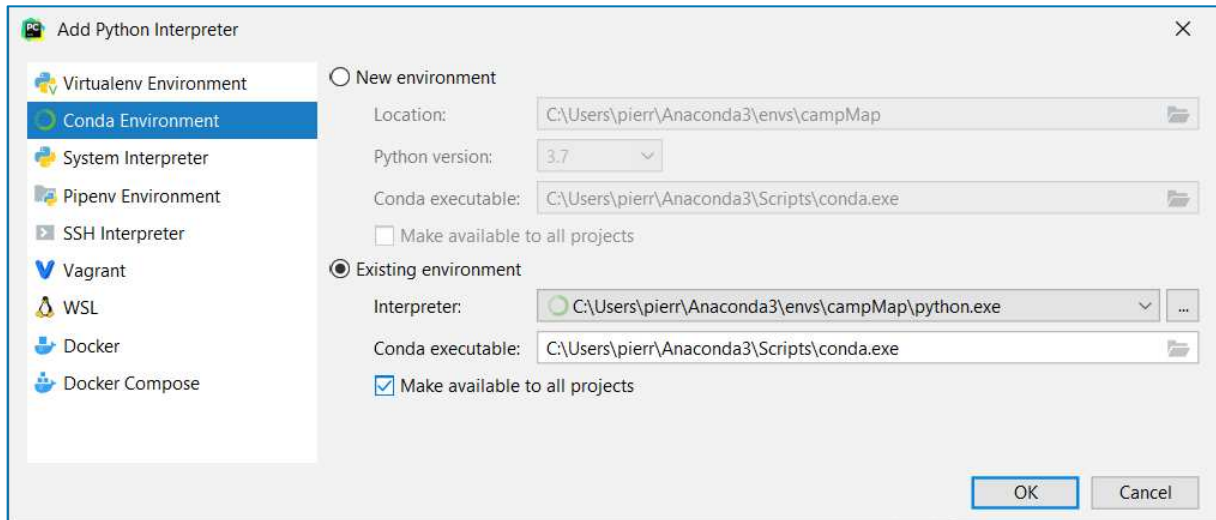 PC
Add Python Interpreter
Virtualenv Environment
Conda Environment
System Interpreter
Pipenv Environment
SSH Interpreter
Vagrant
WSL
Docker
Docker Compose
New environment
Location: C:\Users\pierr\Anaconda3\envs\campMap
Python version: 3.7
Conda executable: C:\Users\pierr\Anaconda3\Scripts\conda.exe
Make available to all projects
Existing environment
Interpreter: C:\Users\pierr\Anaconda3\envs\campMap\python.exe ...
Conda executable: C:\Users\pierr\Anaconda3\Scripts\conda.exe
Make available to all projects
OK Cancel